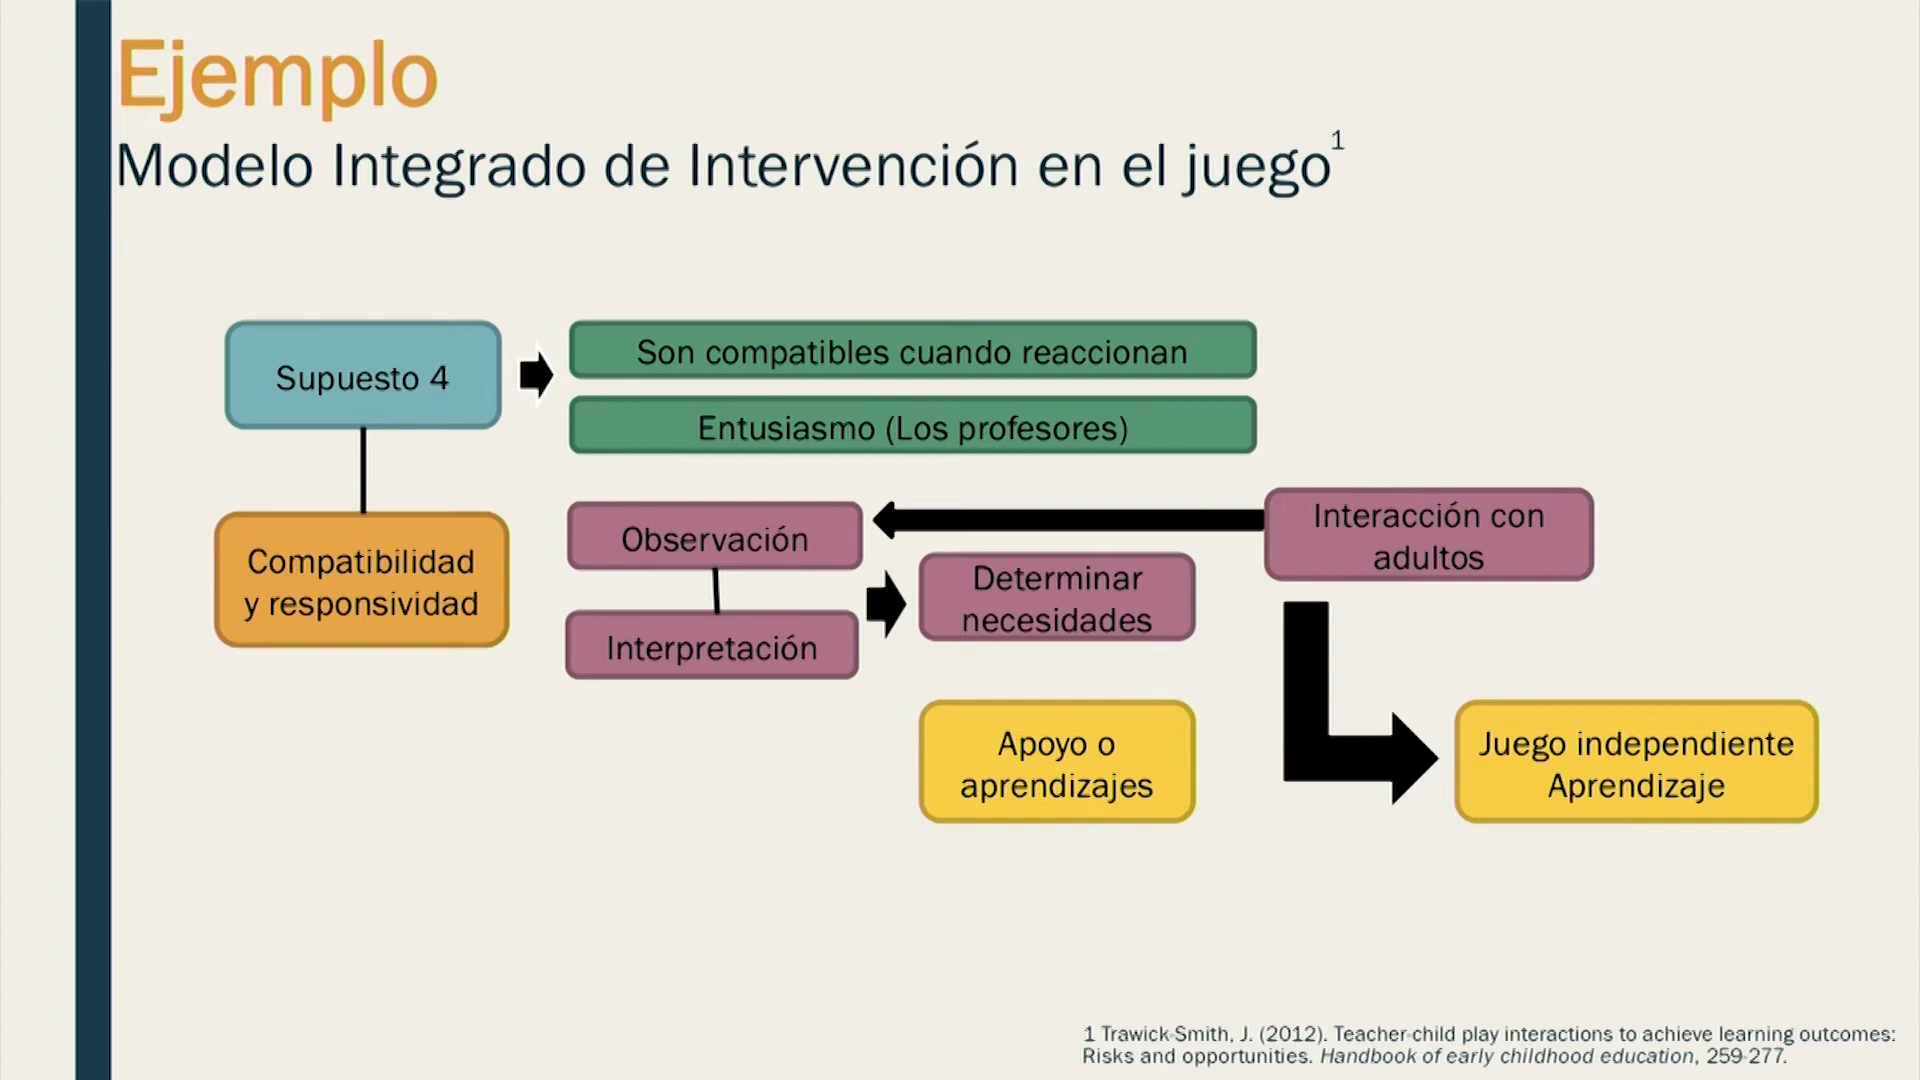 Ejemplo
Modelo Integrado de Intervención en el juego1
Supuesto 4
Son compatibles cuando reaccionan
Entusiasmo (Los profesores)
Compatibilidad
y responsividad
Observación
Interpretación
Determinar
necesidades
Interacción con
adultos
Apoyo o
aprendizajes
Juego independiente
Aprendizaje
1 Trawick-Smith, J. (2012). Teacher-child play interactions to achieve learning outcomes:
Risks and opportunities. Handbook of early childhood education, 259-277.